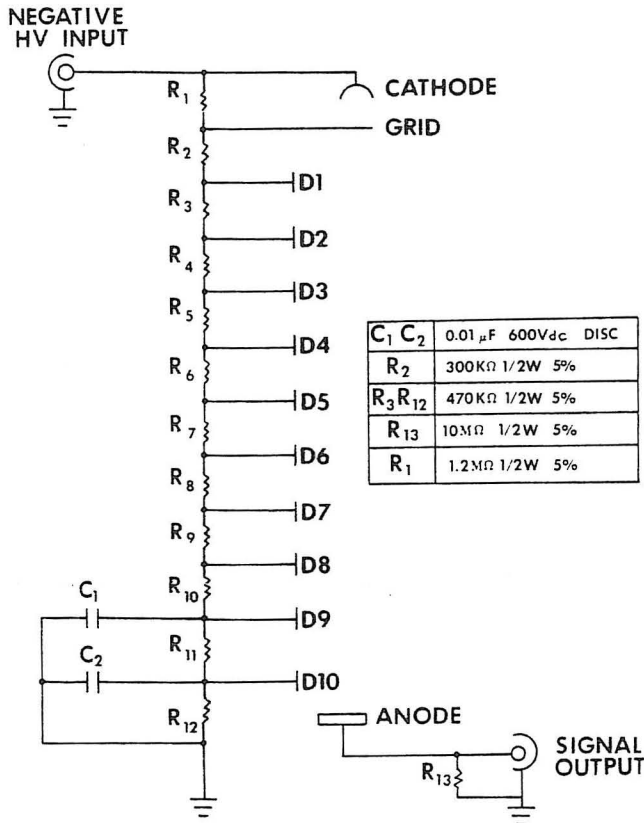 NEGATIVE
HV INPUT
R1
CATHODE
GRID
R2
D1
R3
D2
R4
D3
R5
D4
R6
D5
R7
D6
R8
D7
R9
D8
R10
C1
D9
R11
C2
D10
R12
C1 C2 0.01 μF 600Vdc DISC
R2 300KΩ 1/2W 5%
R3R12 470KΩ 1/2W 5%
R13 10MΩ 1/2W 5%
R1 1.2MΩ 1/2W 5%
ANODE
SIGNAL
OUTPUT
R13